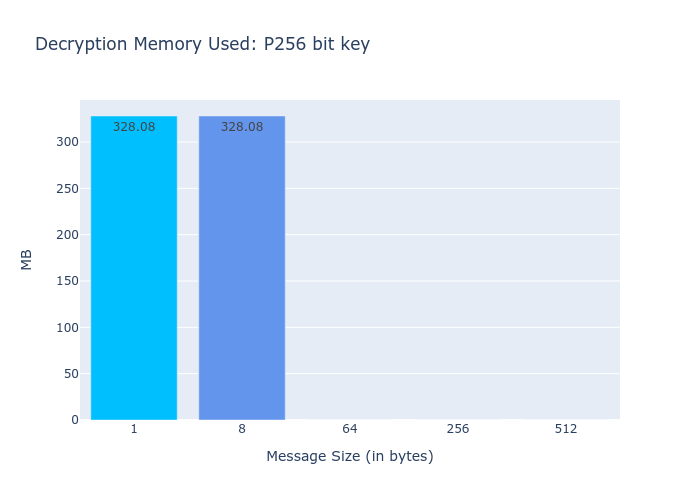 Decryption Memory Used: P256 bit key
328.08 328.08
300
250
200
150
100
50
0
MB
1 8 64 256 512
Message Size (in bytes)